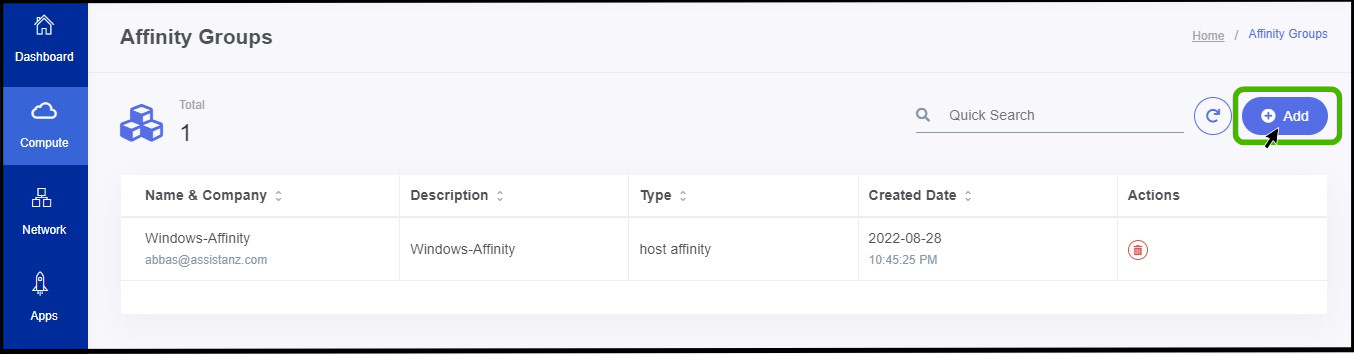 Dashboard
Compute
Network
Apps
Affinity Groups
Home / Affinity Groups
Total
1
Quick Search
Add
Name & Company Description Type Created Date Actions
Windows-Affinity Windows-Affinity host affinity 2022-08-28
abbas@assistanz.com 10:45:25 PM